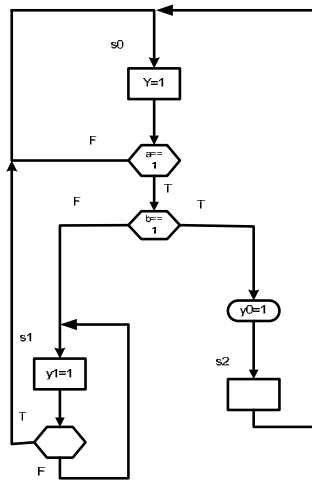 s0
Y=1
F
a==
1
T
F
T
b==
1
y0=1
s1
s2
y1=1
T
F